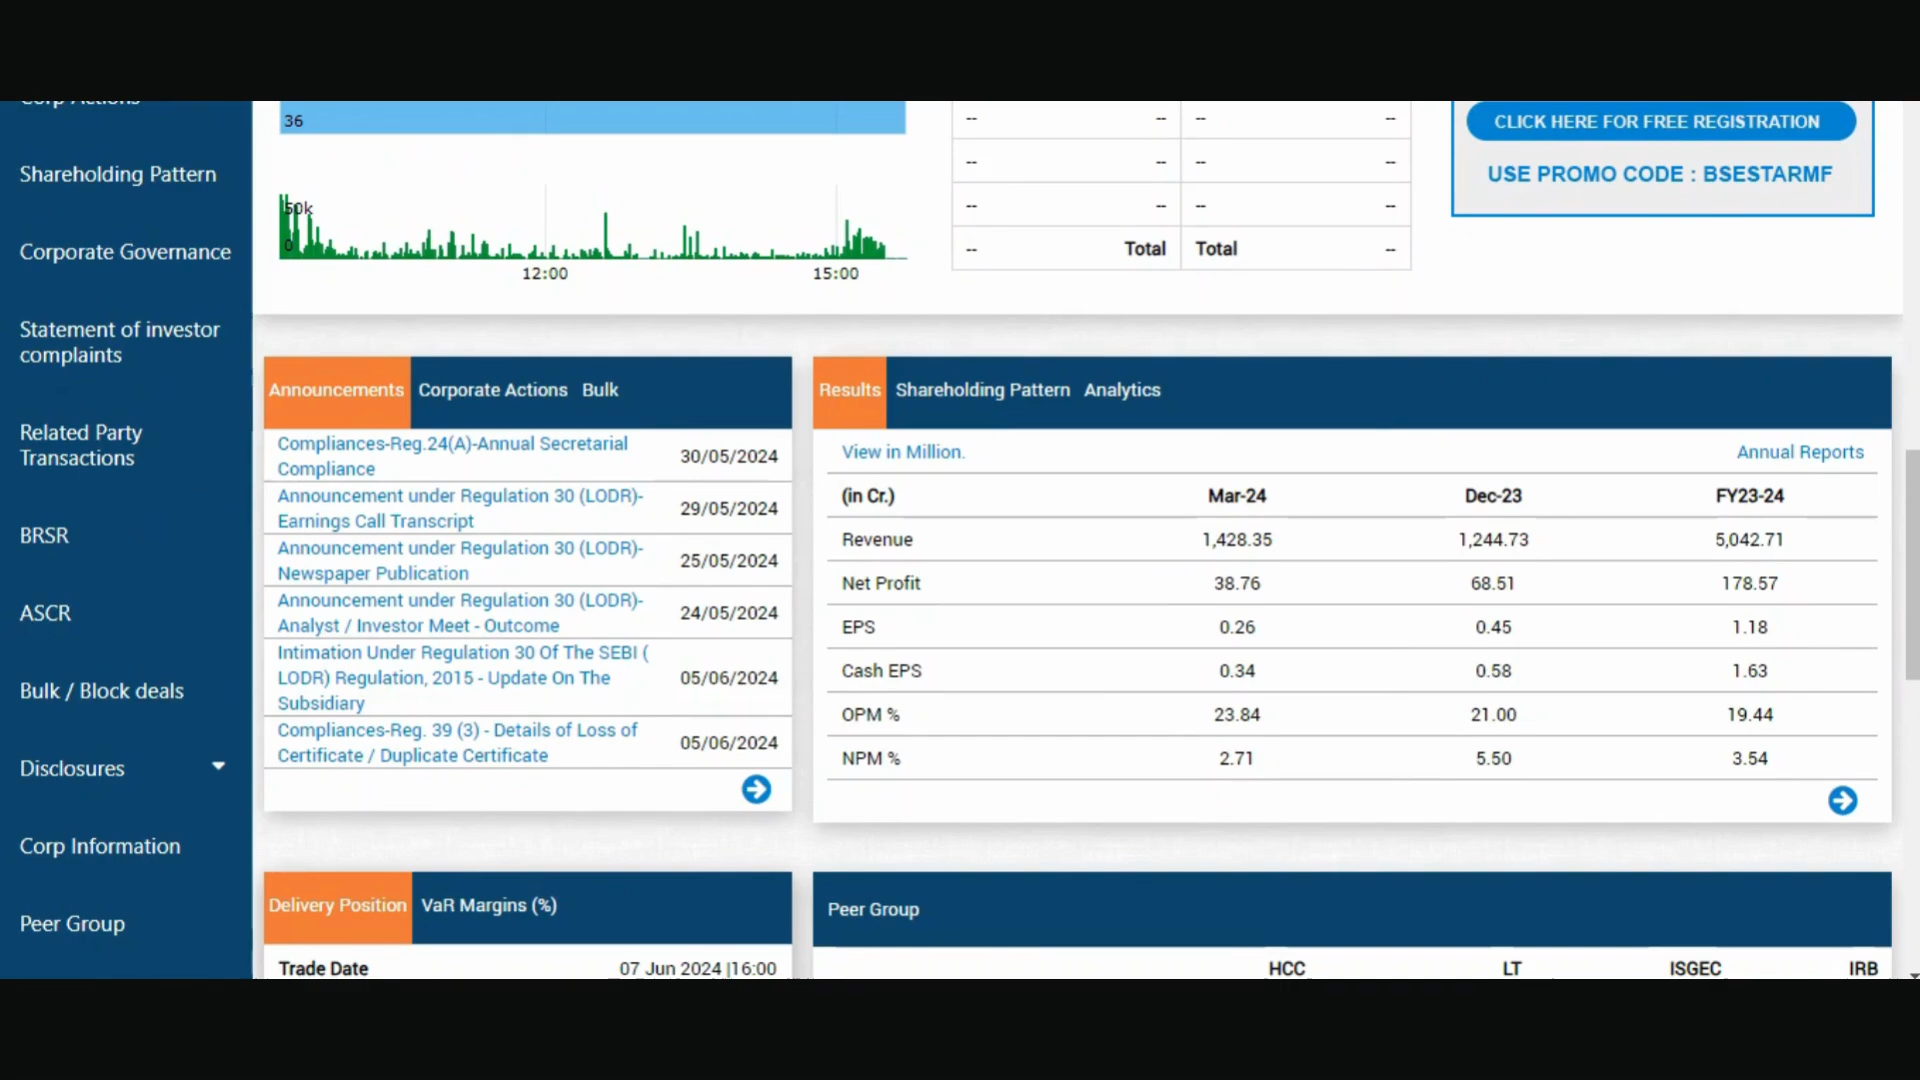 Corp Actions
Shareholding Pattern
Corporate Governance
Statement of investor
complaints
Related Party
Transactions
BRSR
ASCR
Bulk / Block deals
Disclosures
Corp Information
Peer Group
36
50k
0
12:00 15:00
-- -- -- --
-- -- -- --
-- -- -- --
-- Total Total --
CLICK HERE FOR FREE REGISTRATION
USE PROMO CODE : BSESTARMF
Announcements Corporate Actions Bulk
Compliances-Reg.24(A)-Annual Secretarial
Compliance 30/05/2024
Announcement under Regulation 30 (LODR)-
Earnings Call Transcript 29/05/2024
Announcement under Regulation 30 (LODR)-
Newspaper Publication 25/05/2024
Announcement under Regulation 30 (LODR)-
Analyst / Investor Meet - Outcome 24/05/2024
Intimation Under Regulation 30 Of The SEBI (
LODR) Regulation, 2015 - Update On The 05/06/2024
Subsidiary
Compliances-Reg. 39 (3) - Details of Loss of
Certificate / Duplicate Certificate 05/06/2024
Results Shareholding Pattern Analytics
View in Million. Annual Reports
(in Cr.) Mar-24 Dec-23 FY23-24
Revenue 1,428.35 1,244.73 5,042.71
Net Profit 38.76 68.51 178.57
EPS 0.26 0.45 1.18
Cash EPS 0.34 0.58 1.63
OPM % 23.84 21.00 19.44
NPM % 2.71 5.50 3.54
Delivery Position VaR Margins (%)
Trade Date 07 Jun 2024 |16:00
Peer Group
HCC LT ISGEC IRB